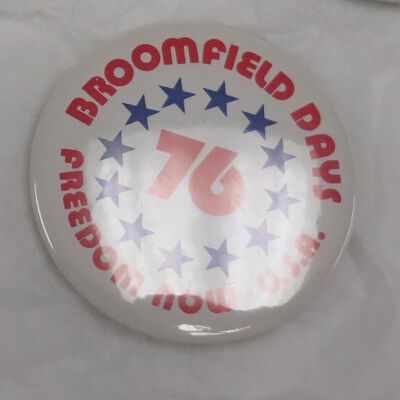 BROOMFIELD DAYS
76
FREEDOM NOW · U.S.A.